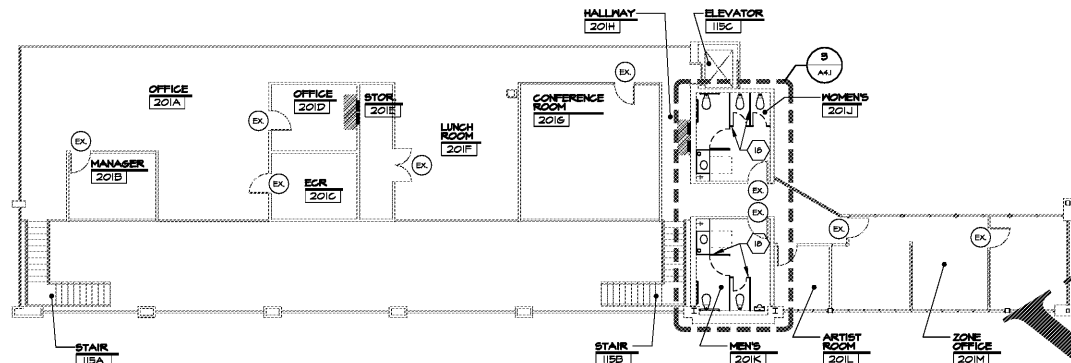 HALLWAY
201H
ELEVATOR
115C
3
A4.1
OFFICE
201A
OFFICE
201D
STOR.
201E
EX.
CONFERENCE
ROOM
201G
WOMEN'S
201J
LUNCH
ROOM
201F
EX.
EX.
MANAGER
201B
EX.
EX.
ECR
201C
18
EX.
EX.
18
EX.
EX.
STAIR
115A
STAIR
115B
MEN'S
201K
ARTIST
ROOM
201L
ZONE
OFFICE
201M